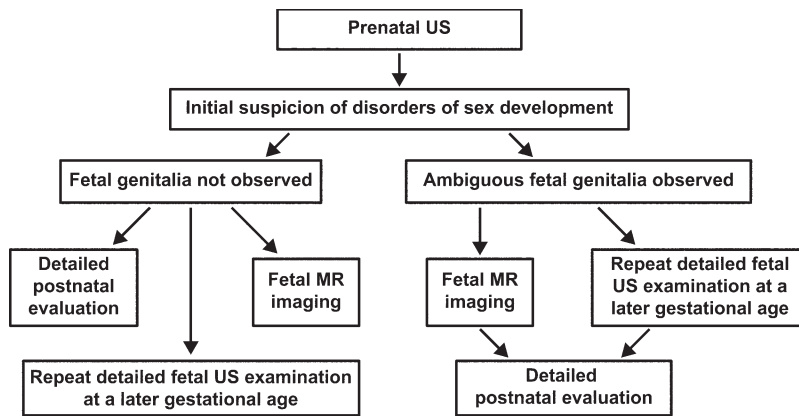 Prenatal US
Initial suspicion of disorders of sex development
Fetal genitalia not observed
Ambiguous fetal genitalia observed
Detailed
postnatal
evaluation
Fetal MR
imaging
Fetal MR
imaging
Repeat detailed fetal
US examination at a
later gestational age
Repeat detailed fetal US examination
at a later gestational age
Detailed
postnatal evaluation